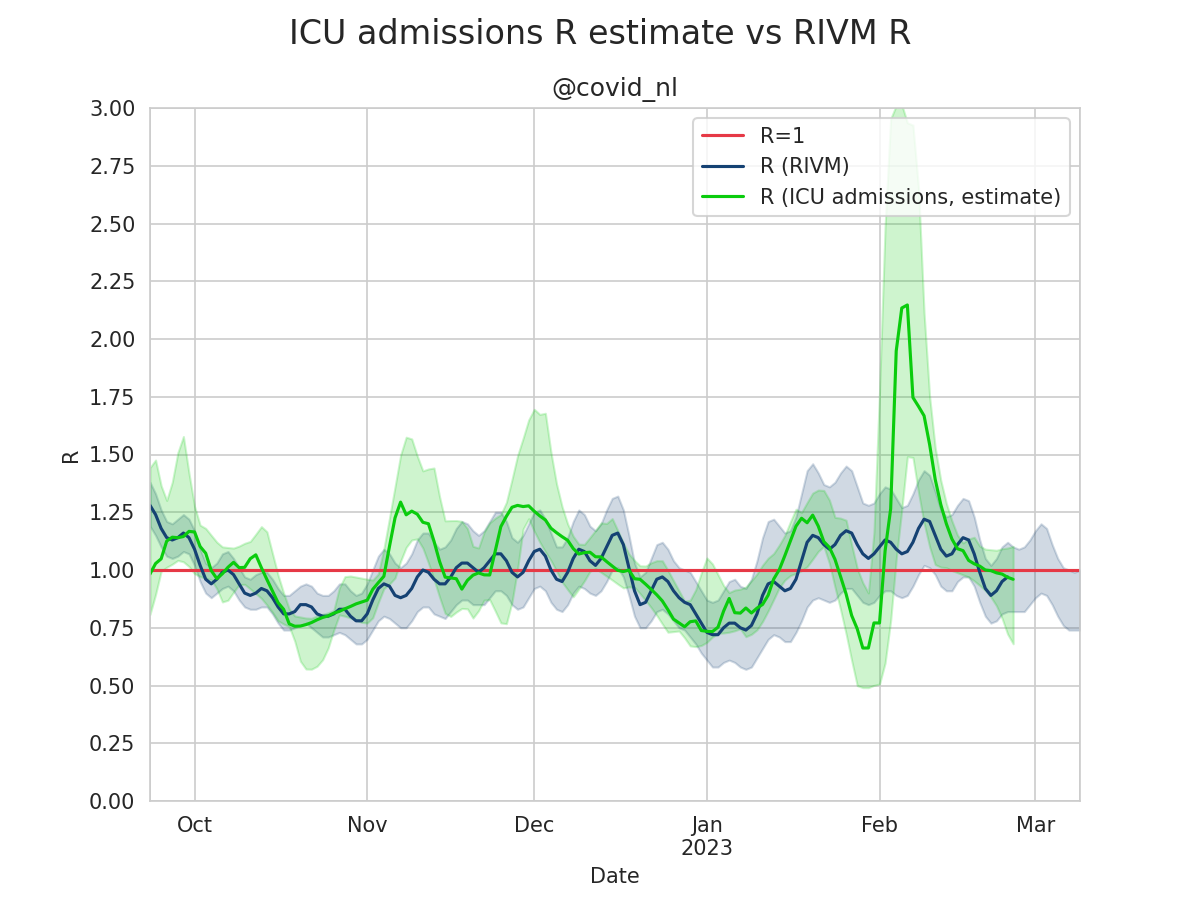 ICU admissions R estimate vs RIVM R
@covid_nl
R=1
R (RIVM)
R (ICU admissions, estimate)
R
3.00
2.75
2.50
2.25
2.00
1.75
1.50
1.25
1.00
0.75
0.50
0.25
0.00
Oct Nov Dec Jan Feb Mar
2023
Date